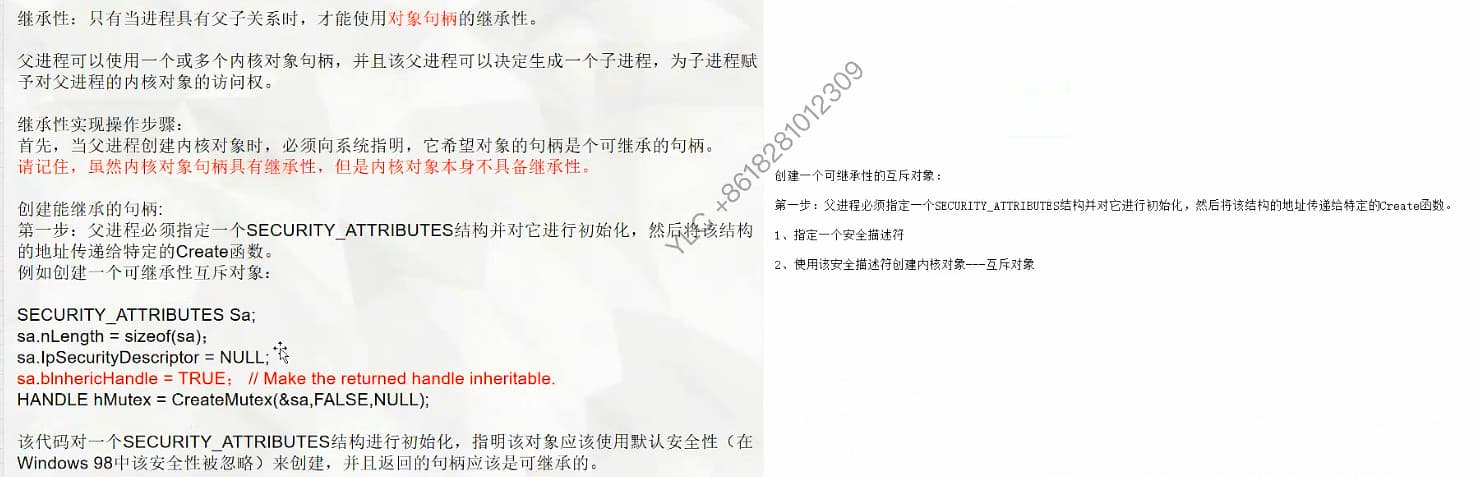 继承性：只有当进程具有父子关系时，才能使用对象句柄的继承性。
父进程可以使用一个或多个内核对象句柄，并且该父进程可以决定生成一个子进程，为子进程赋
予对父进程的内核对象的访问权。
继承性实现操作步骤：
首先，当父进程创建内核对象时，必须向系统指明，它希望对象的句柄是个可继承的句柄。
请记住，虽然内核对象句柄具有继承性，但是内核对象本身不具备继承性。
创建能继承的句柄:
第一步：父进程必须指定一个SECURITY_ATTRIBUTES结构并对它进行初始化，然后将该结构
的地址传递给特定的Create函数。
例如创建一个可继承性互斥对象：
SECURITY_ATTRIBUTES Sa;
sa.nLength = sizeof(sa)；
sa.lpSecurityDescriptor = NULL;
sa.bInhericHandle = TRUE； // Make the returned handle inheritable.
HANDLE hMutex = CreateMutex(&sa,FALSE,NULL);
该代码对一个SECURITY_ATTRIBUTES结构进行初始化，指明该对象应该使用默认安全性（在
Windows 98中该安全性被忽略）来创建，并且返回的句柄应该是可继承的。
YLC +8618281012309
创建一个可继承性的互斥对象：
第一步：父进程必须指定一个SECURITY_ATTRIBUTES结构并对它进行初始化，然后将该结构的地址传递给特定的Create函数。
1、指定一个安全描述符
2、使用该安全描述符创建内核对象---互斥对象